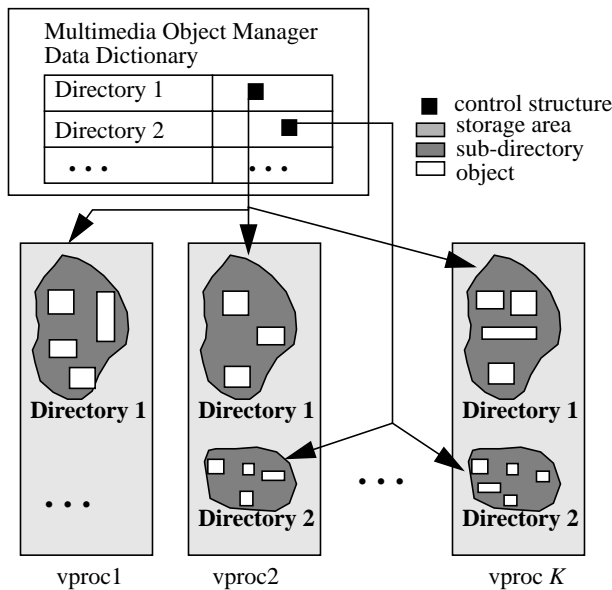 Multimedia Object Manager
Data Dictionary
Directory 1
Directory 2
• • •
• • •
control structure
storage area
sub-directory
object
Directory 1
Directory 1
Directory 1
• • •
Directory 2
• • •
Directory 2
vproc1
vproc2
vproc K